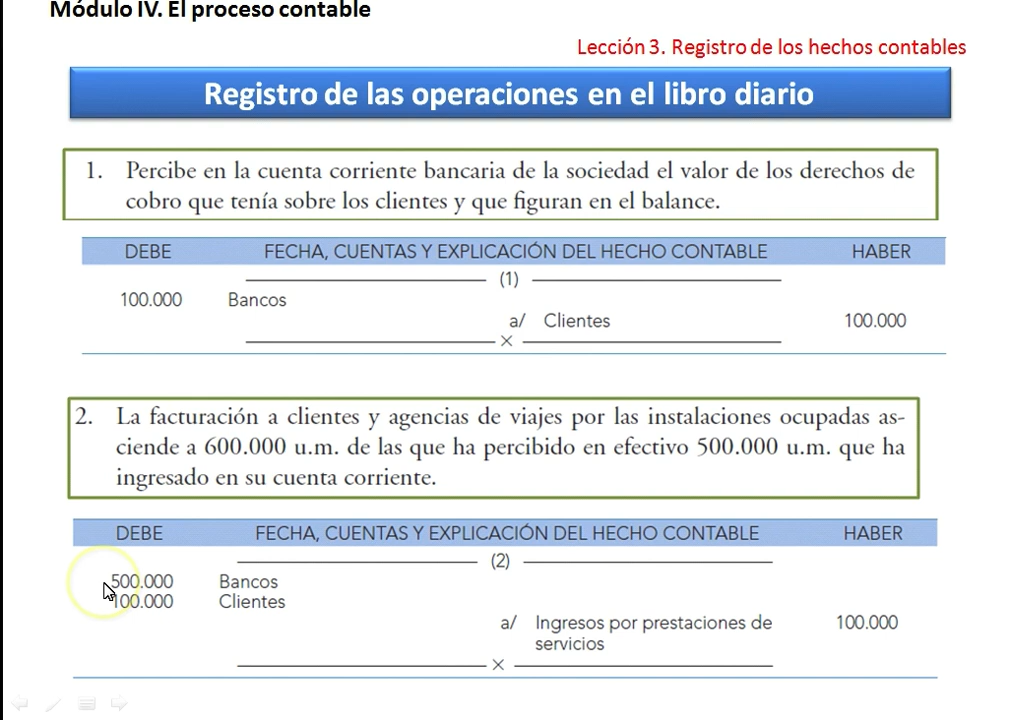 Módulo IV. El proceso contable
Lección 3. Registro de los hechos contables
Registro de las operaciones en el libro diario
1. Percibe en la cuenta corriente bancaria de la sociedad el valor de los derechos de
cobro que tenía sobre los clientes y que figuran en el balance.
DEBE FECHA, CUENTAS Y EXPLICACIÓN DEL HECHO CONTABLE HABER
(1)
100.000 Bancos
a/ Clientes 100.000
×
2. La facturación a clientes y agencias de viajes por las instalaciones ocupadas as-
ciende a 600.000 u.m. de las que ha percibido en efectivo 500.000 u.m. que ha
ingresado en su cuenta corriente.
DEBE FECHA, CUENTAS Y EXPLICACIÓN DEL HECHO CONTABLE HABER
(2)
500.000 Bancos
100.000 Clientes
a/ Ingresos por prestaciones de 100.000
servicios
×